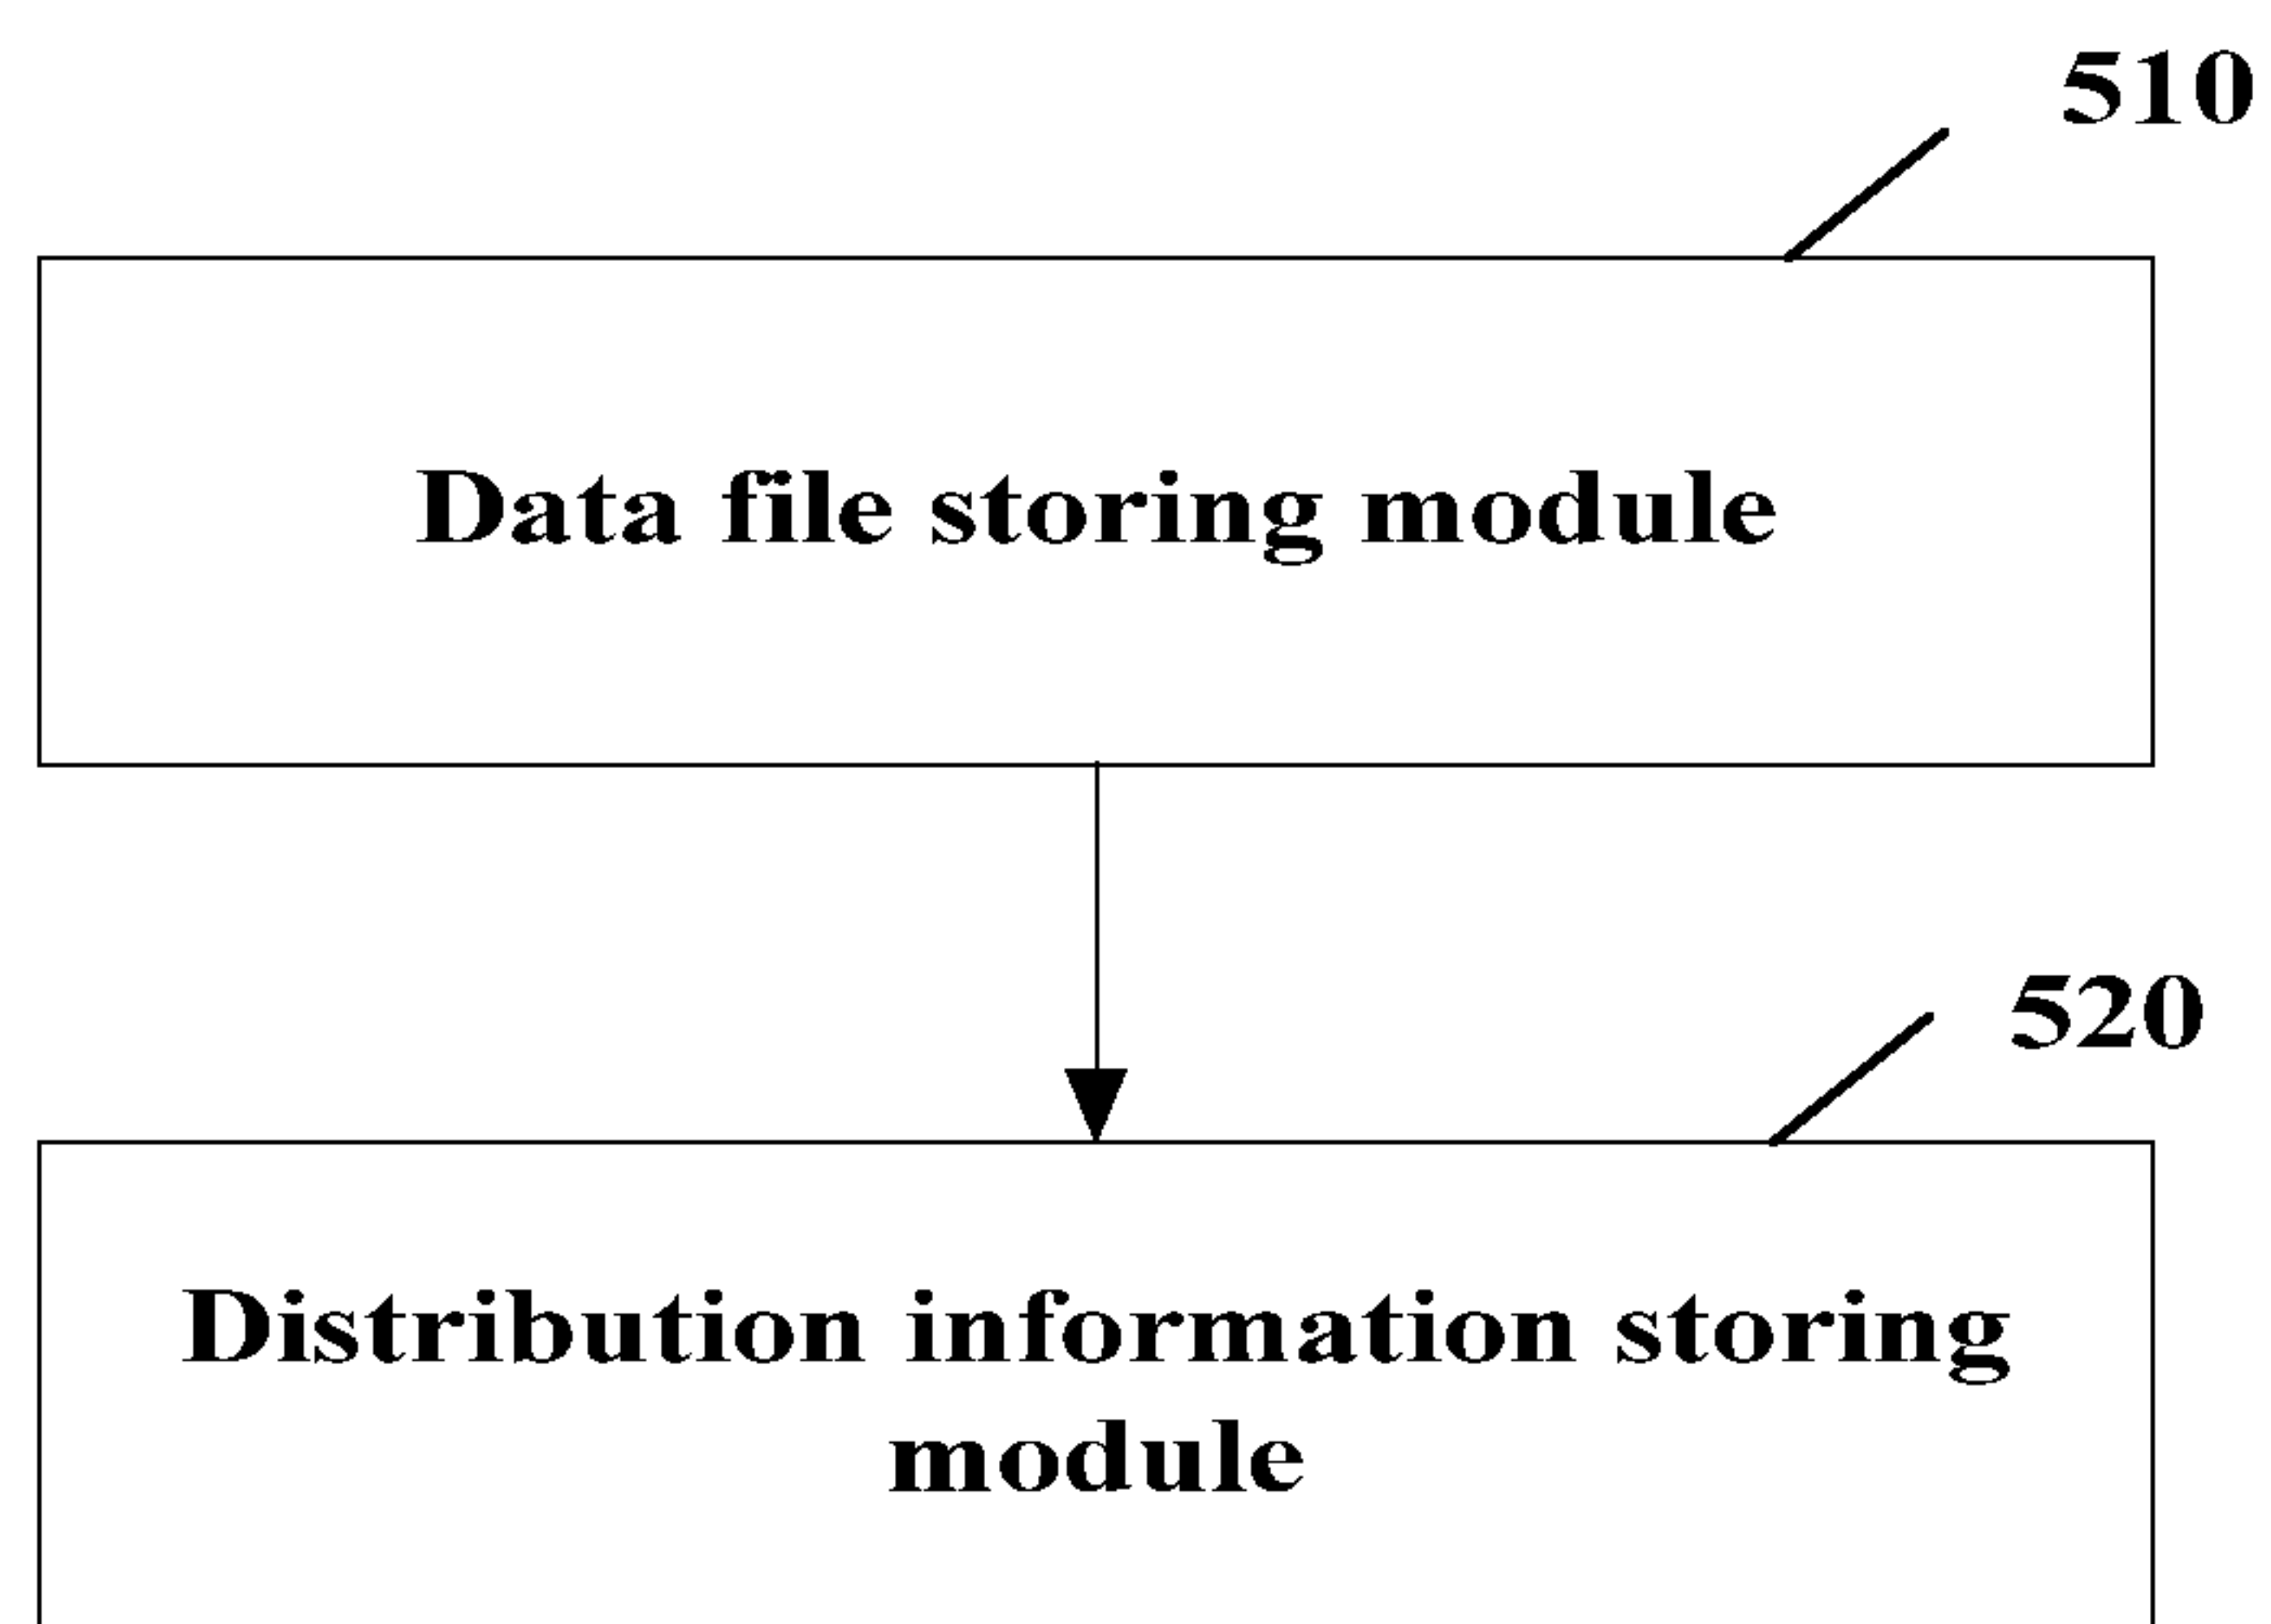 510
Data file storing module
520
Distribution information storing
module